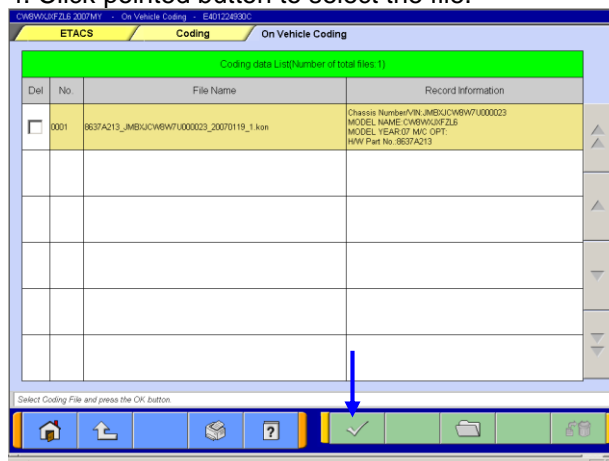 4. Click pointed button to select the file.
CW8WXJXFZL6 2007MY - On Vehicle Coding - E401224930C
ETACS Coding On Vehicle Coding
Coding data List(Number of total files:1)
Del No. File Name Record Information
0001 8637A213_JMBXJCW8W7U000023_20070119_1.kon
Chassis Number/VIN:JMBXJCW8W7U000023
MODEL NAME:CW8WXJXFZL6
MODEL YEAR:07 M/C OPT:
H/W Part No.:8637A213
Select Coding File and press the OK button.
?